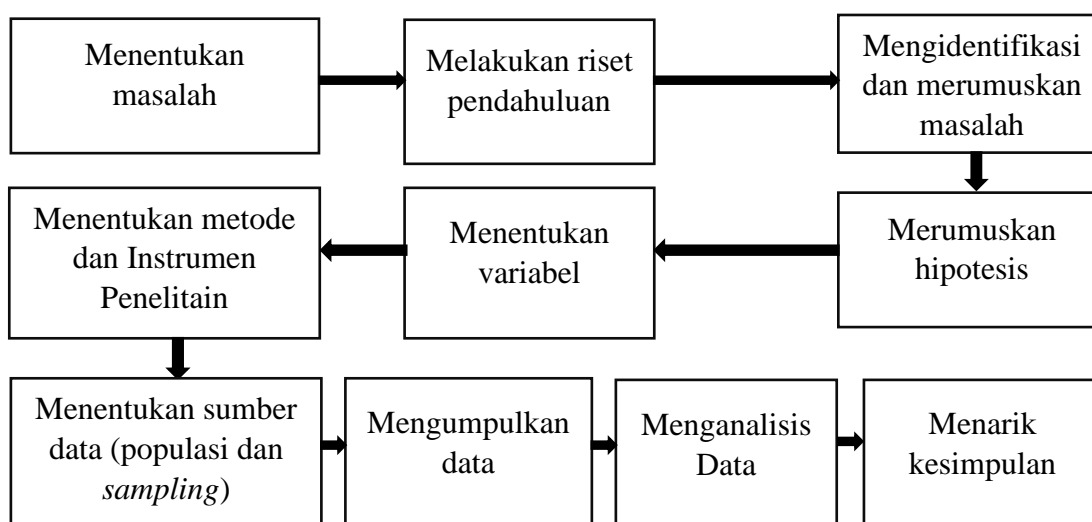 Menentukan
masalah
Melakukan riset
pendahuluan
Mengidentifikasi
dan merumuskan
masalah
Merumuskan
hipotesis
Menentukan
variabel
Menentukan metode
dan Instrumen
Penelitain
Menentukan sumber
data (populasi dan
sampling)
Mengumpulkan
data
Menganalisis
Data
Menarik
kesimpulan